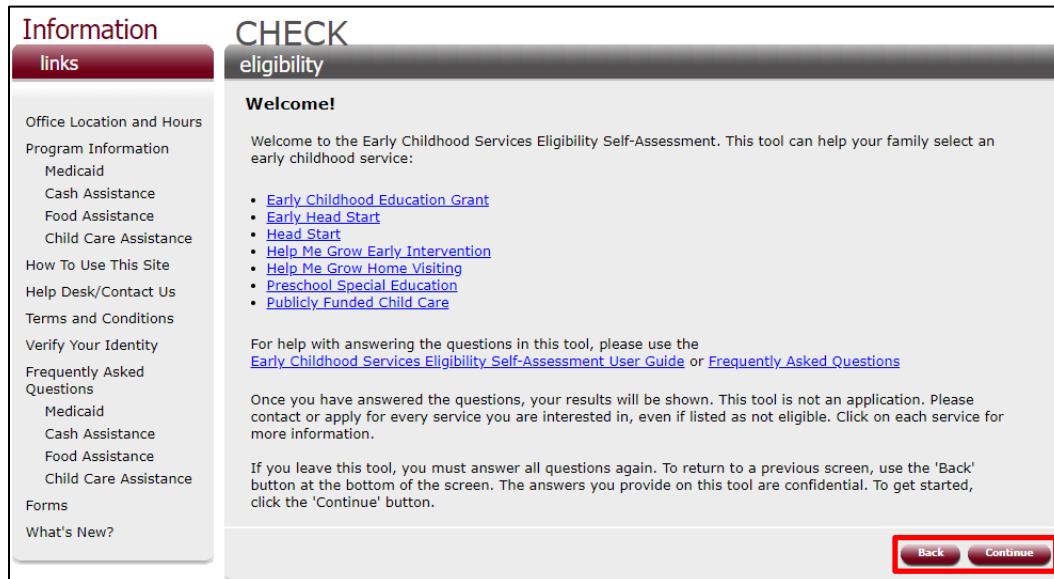 Information
links
Office Location and Hours
Program Information
Medicaid
Cash Assistance
Food Assistance
Child Care Assistance
How To Use This Site
Help Desk/Contact Us
Terms and Conditions
Verify Your Identity
Frequently Asked
Questions
Medicaid
Cash Assistance
Food Assistance
Child Care Assistance
Forms
What's New?
CHECK
eligibility
Welcome!
Welcome to the Early Childhood Services Eligibility Self-Assessment. This tool can help your family select an
early childhood service:
• Early Childhood Education Grant
• Early Head Start
• Head Start
• Help Me Grow Early Intervention
• Help Me Grow Home Visiting
• Preschool Special Education
• Publicly Funded Child Care
For help with answering the questions in this tool, please use the
Early Childhood Services Eligibility Self-Assessment User Guide or Frequently Asked Questions
Once you have answered the questions, your results will be shown. This tool is not an application. Please
contact or apply for every service you are interested in, even if listed as not eligible. Click on each service for
more information.
If you leave this tool, you must answer all questions again. To return to a previous screen, use the 'Back'
button at the bottom of the screen. The answers you provide on this tool are confidential. To get started,
click the 'Continue' button.
Back Continue